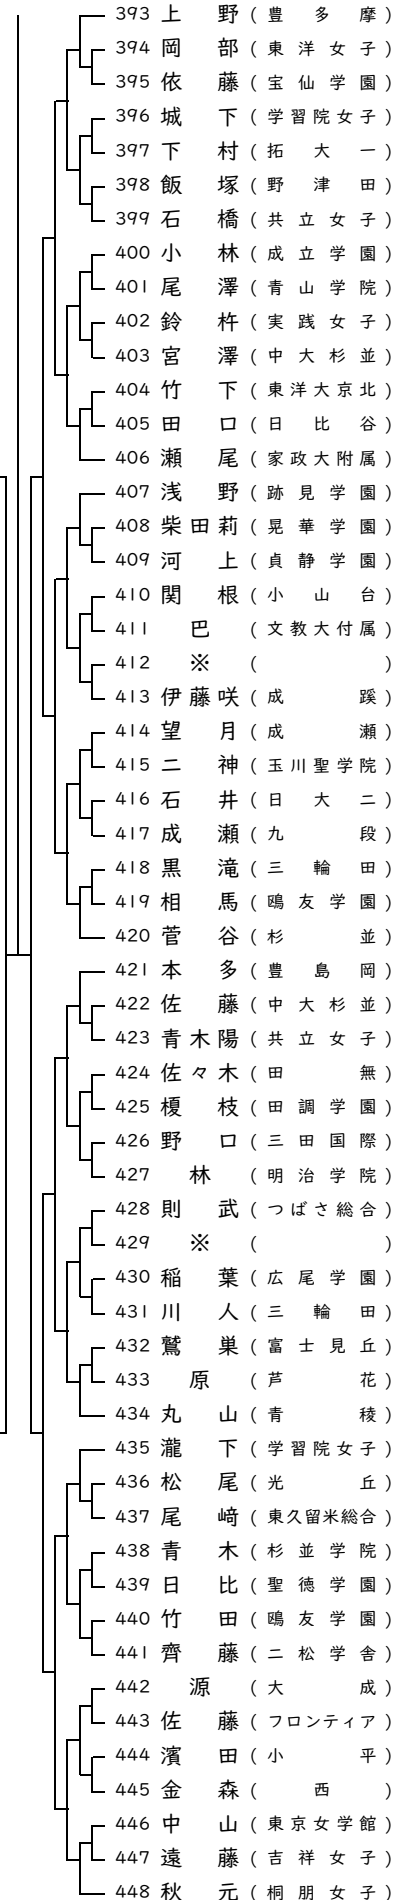 393 上野 (豊多摩)
394 岡部 (東洋女子)
395 依藤 (宝仙学園)
396 城下 (学習院女子)
397 下村 (拓大一)
398 飯塚 (野津田)
399 石橋 (共立女子)
400 小林 (成立学園)
401 尾澤 (青山学院)
402 鈴杵 (実践女子)
403 宮澤 (中大杉並)
404 竹下 (東洋大京北)
405 田口 (日比谷)
406 瀬尾 (家政大附属)
407 浅野 (跡見学園)
408 柴田莉 (晃華学園)
409 河上 (貞静学園)
410 関根 (小山台)
411 巴 (文教大付属)
412 ※ ( )
413 伊藤咲 (成蹊)
414 望月 (成瀬)
415 二神 (玉川聖学院)
416 石井 (日大二)
417 成瀬 (九段)
418 黒滝 (三輪田)
419 相馬 (鴎友学園)
420 菅谷 (杉並)
421 本多 (豊島岡)
422 佐藤 (中大杉並)
423 青木陽 (共立女子)
424 佐々木 (田無)
425 榎枝 (田調学園)
426 野口 (三田国際)
427 林 (明治学院)
428 則武 (つばさ総合)
429 ※ ( )
430 稲葉 (広尾学園)
431 川人 (三輪田)
432 鷲巣 (富士見丘)
433 原 (芦花)
434 丸山 (青稜)
435 瀧下 (学習院女子)
436 松尾 (光丘)
437 尾﨑 (東久留米総合)
438 青木 (杉並学院)
439 日比 (聖徳学園)
440 竹田 (鴎友学園)
441 齊藤 (二松学舎)
442 源 (大成)
443 佐藤 (フロンティア)
444 濱田 (小平)
445 金森 (西)
446 中山 (東京女学館)
447 遠藤 (吉祥女子)
448 秋元 (桐朋女子)